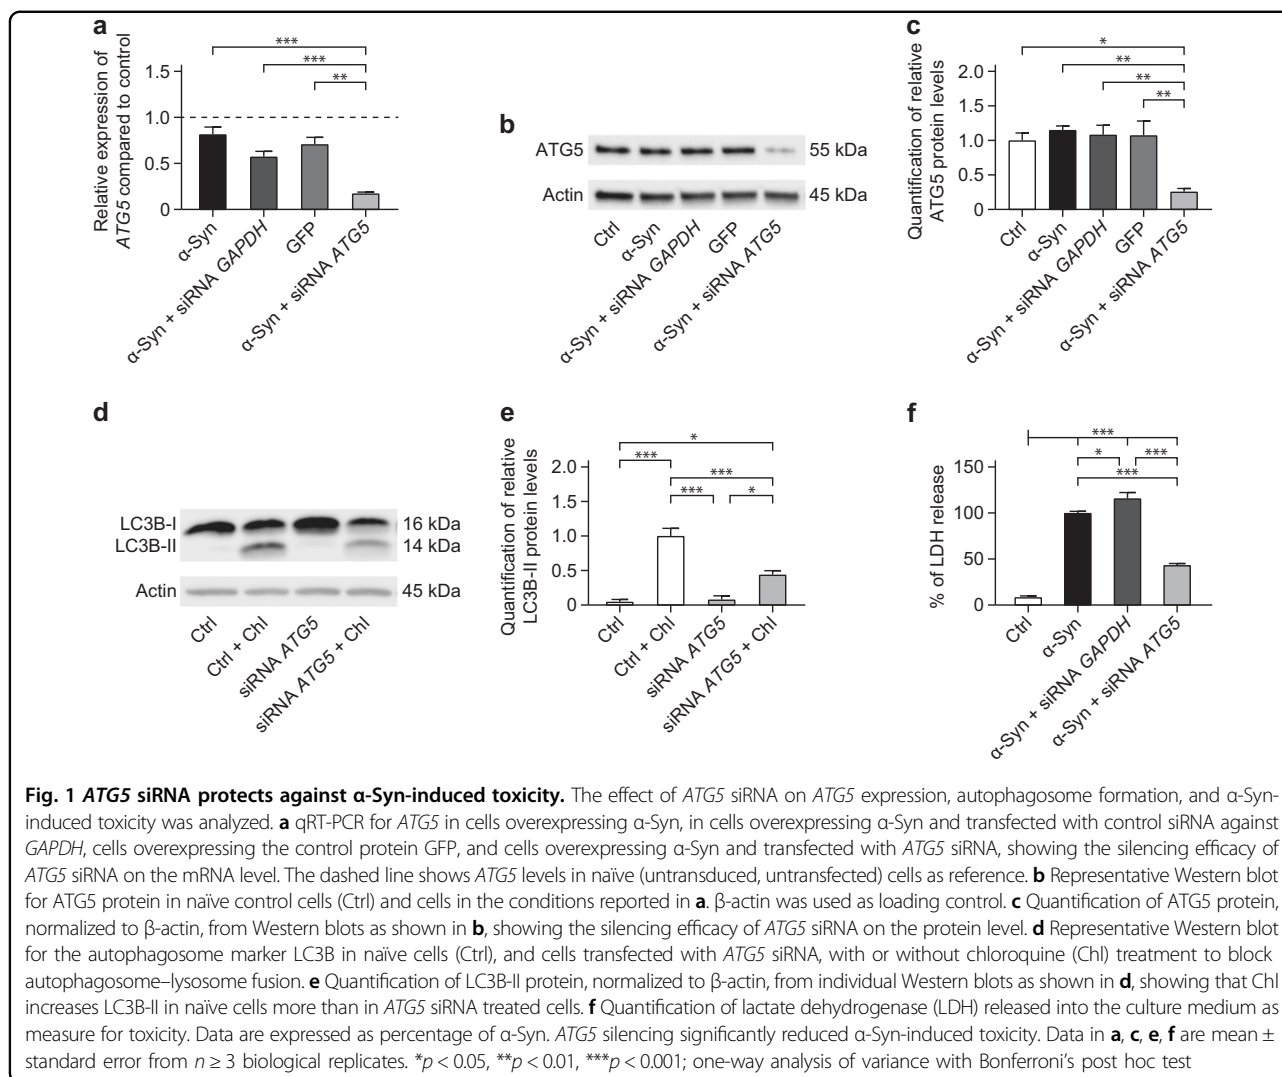 a
***
***
**
Relative expression of
ATG5 compared to control
1.5
1.0
0.5
0
α-Syn
α-Syn + siRNA GAPDH
GFP
α-Syn + siRNA ATG5
b
ATG5
55 kDa
Actin
45 kDa
Ctrl
α-Syn
α-Syn + siRNA GAPDH
GFP
α-Syn + siRNA ATG5
c
*
**
**
**
Quantification of relative
ATG5 protein levels
2.0
1.5
1.0
0.5
0
Ctrl
α-Syn
α-Syn + siRNA GAPDH
GFP
α-Syn + siRNA ATG5
d
LC3B-I
16 kDa
LC3B-II
14 kDa
Actin
45 kDa
Ctrl
Ctrl + Chl
siRNA ATG5
siRNA ATG5 + Chl
e
*
***
***
***
*
Quantification of relative
LC3B-II protein levels
2.0
1.5
1.0
0.5
0
Ctrl
Ctrl + Chl
siRNA ATG5
siRNA ATG5 + Chl
f
***
*
***
***
% of LDH release
150
100
50
0
Ctrl
α-Syn
α-Syn + siRNA GAPDH
α-Syn + siRNA ATG5
Fig. 1 ATG5 siRNA protects against α-Syn-induced toxicity. The effect of ATG5 siRNA on ATG5 expression, autophagosome formation, and α-Syn-
induced toxicity was analyzed. a qRT-PCR for ATG5 in cells overexpressing α-Syn, in cells overexpressing α-Syn and transfected with control siRNA against
GAPDH, cells overexpressing the control protein GFP, and cells overexpressing α-Syn and transfected with ATG5 siRNA, showing the silencing efficacy of
ATG5 siRNA on the mRNA level. The dashed line shows ATG5 levels in naïve (untransduced, untransfected) cells as reference. b Representative Western blot
for ATG5 protein in naïve control cells (Ctrl) and cells in the conditions reported in a. β-actin was used as loading control. c Quantification of ATG5 protein,
normalized to β-actin, from Western blots as shown in b, showing the silencing efficacy of ATG5 siRNA on the protein level. d Representative Western blot
for the autophagosome marker LC3B in naïve cells (Ctrl), and cells transfected with ATG5 siRNA, with or without chloroquine (Chl) treatment to block
autophagosome–lysosome fusion. e Quantification of LC3B-II protein, normalized to β-actin, from individual Western blots as shown in d, showing that Chl
increases LC3B-II in naïve cells more than in ATG5 siRNA treated cells. f Quantification of lactate dehydrogenase (LDH) released into the culture medium as
measure for toxicity. Data are expressed as percentage of α-Syn. ATG5 silencing significantly reduced α-Syn-induced toxicity. Data in a, c, e, f are mean ±
standard error from n ≥ 3 biological replicates. *p < 0.05, **p < 0.01, ***p < 0.001; one-way analysis of variance with Bonferroni's post hoc test